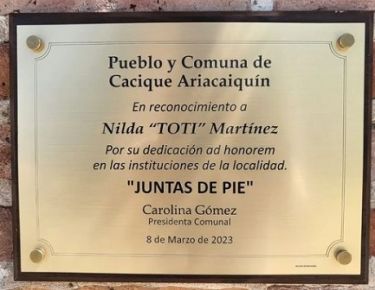 Pueblo y Comuna de
Cacique Ariacaiquín
En reconocimiento a
Nilda “TOTI” Martínez
Por su dedicación ad honorem
en las instituciones de la localidad.
"JUNTAS DE PIE"
Carolina Gómez
Presidenta Comunal
8 de Marzo de 2023